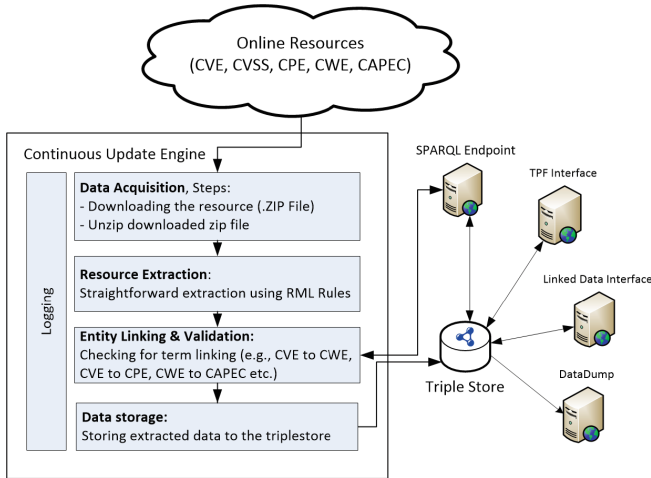 Online Resources
(CVE, CVSS, CPE, CWE, CAPEC)
Continuous Update Engine
Logging
Data Acquisition, Steps:
- Downloading the resource (.ZIP File)
- Unzip downloaded zip file
Resource Extraction:
Straightforward extraction using RML Rules
Entity Linking & Validation:
Checking for term linking (e.g., CVE to CWE,
CVE to CPE, CWE to CAPEC etc.)
Data storage:
Storing extracted data to the triplestore
SPARQL Endpoint
TPF Interface
Linked Data Interface
Triple Store
DataDump